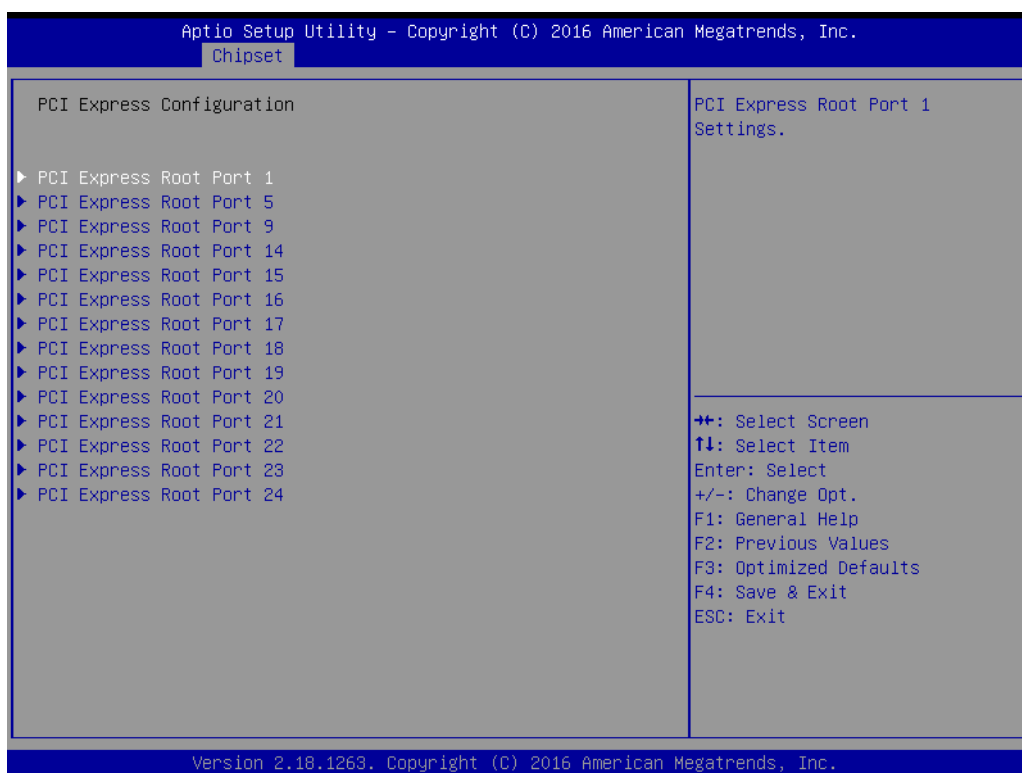 Aptio Setup Utility – Copyright (C) 2016 American Megatrends, Inc.
Chipset
PCI Express Configuration
PCI Express Root Port 1
PCI Express Root Port 5
PCI Express Root Port 9
PCI Express Root Port 14
PCI Express Root Port 15
PCI Express Root Port 16
PCI Express Root Port 17
PCI Express Root Port 18
PCI Express Root Port 19
PCI Express Root Port 20
PCI Express Root Port 21
PCI Express Root Port 22
PCI Express Root Port 23
PCI Express Root Port 24
PCI Express Root Port 1
Settings.
→←: Select Screen
↑↓: Select Item
Enter: Select
+/-: Change Opt.
F1: General Help
F2: Previous Values
F3: Optimized Defaults
F4: Save & Exit
ESC: Exit
Version 2.18.1263. Copyright (C) 2016 American Megatrends, Inc.